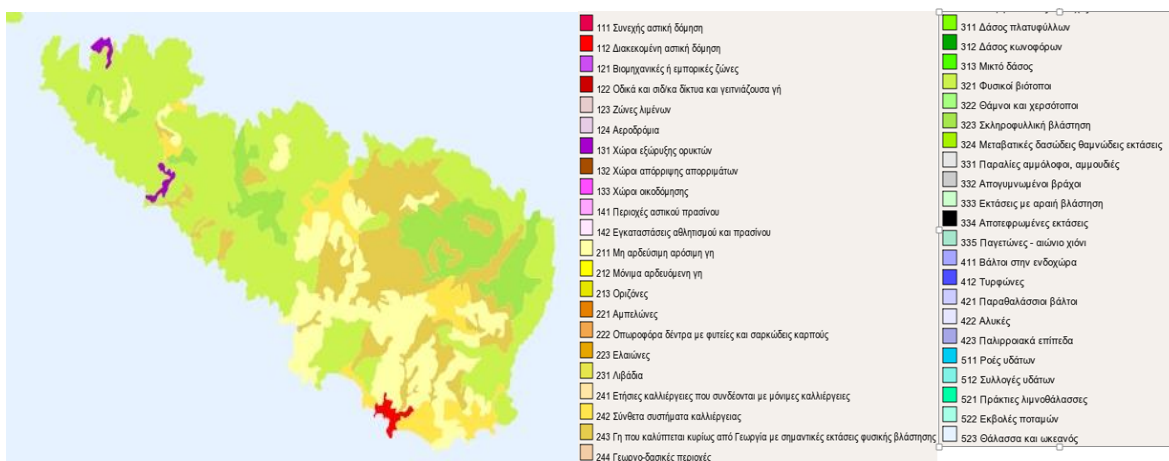 111 Συνεχής αστική δόμηση
112 Διακεκομένη αστική δόμηση
121 Βιομηχανικές ή εμπορικές ζώνες
122 Οδικά και σιδ/κα δίκτυα και γειτνιάζουσα γή
123 Ζώνες λιμένων
124 Αεροδρόμια
131 Χώροι εξώρυξης ορυκτών
132 Χώροι απόρριψης απορριμάτων
133 Χώροι οικοδόμησης
141 Περιοχές αστικού πρασίνου
142 Εγκαταστάσεις αθλητισμού και πρασίνου
211 Μη αρδεύσιμη αρόσιμη γη
212 Μόνιμα αρδευόμενη γη
213 Οριζόνες
221 Αμπελώνες
222 Οπωροφόρα δέντρα με φυτείες και σαρκώδεις καρπούς
223 Ελαιώνες
231 Λιβάδια
241 Ετήσιες καλλιέργειες που συνδέονται με μόνιμες καλλιέργειες
242 Σύνθετα συστήματα καλλιέργειας
243 Γη που καλύπτεται κυρίως από Γεωργία με σημαντικές εκτάσεις φυσικής βλάστησης
244 Γεωργο-δασικές περιοχές
311 Δάσος πλατυφύλλων
312 Δάσος κωνοφόρων
313 Μικτό δάσος
321 Φυσικοί βιότοποι
322 Θάμνοι και χερσότοποι
323 Σκληροφυλλική βλάστηση
324 Μεταβατικές δασώδεις θαμνώδεις εκτάσεις
331 Παραλίες αμμόλοφοι, αμμουδιές
332 Απογυμνωμένοι βράχοι
333 Εκτάσεις με αραιή βλάστηση
334 Αποτεφρωμένες εκτάσεις
335 Παγετώνες - αιώνιο χιόνι
411 Βάλτοι στην ενδοχώρα
412 Τυρφώνες
421 Παραθαλάσσιοι βάλτοι
422 Αλυκές
423 Παλιρροιακά επίπεδα
511 Ροές υδάτων
512 Συλλογές υδάτων
521 Πράκτιες λιμνοθάλασσες
522 Εκβολές ποταμών
523 Θάλασσα και ωκεανός